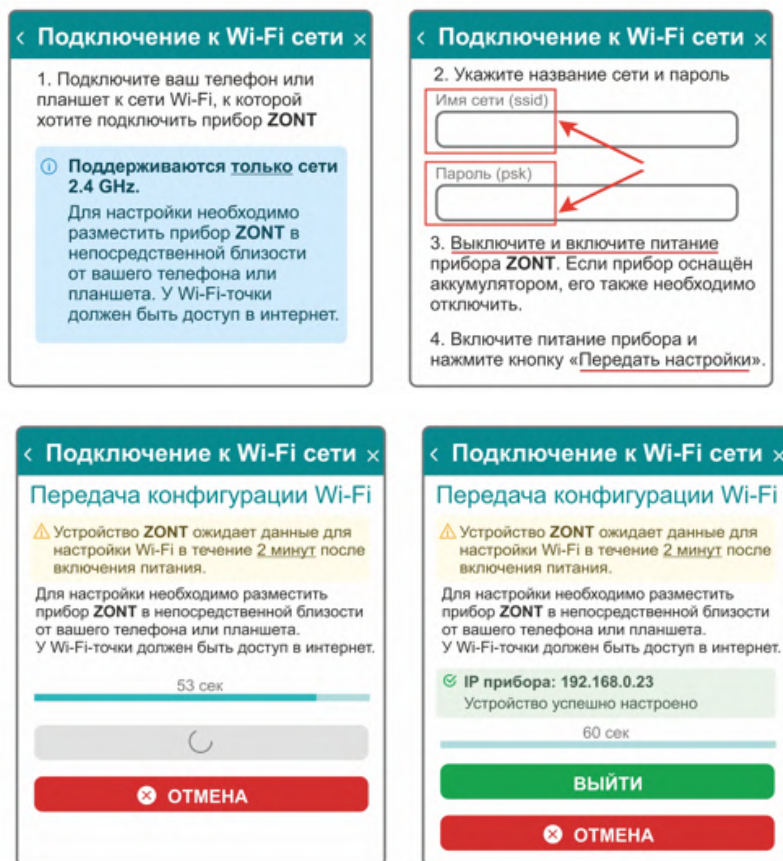 Подключение к Wi-Fi сети
1. Подключите ваш телефон или
планшет к сети Wi-Fi, к которой
хотите подключить прибор ZONT
Поддерживаются только сети
2.4 GHz.
Для настройки необходимо
разместить прибор ZONT в
непосредственной близости
от вашего телефона или
планшета. У Wi-Fi-точки
должен быть доступ в интернет.
Подключение к Wi-Fi сети
2. Укажите название сети и пароль
Имя сети (ssid)
Пароль (psk)
3. Выключите и включите питание
прибора ZONT. Если прибор оснащён
аккумулятором, его также необходимо
отключить.
4. Включите питание прибора и
нажмите кнопку «Передать настройки».
Подключение к Wi-Fi сети
Передача конфигурации Wi-Fi
Устройство ZONT ожидает данные для
настройки Wi-Fi в течение 2 минут после
включения питания.
Для настройки необходимо разместить
прибор ZONT в непосредственной близости
от вашего телефона или планшета.
У Wi-Fi-точки должен быть доступ в интернет.
53 сек
ОТМЕНА
Подключение к Wi-Fi сети
Передача конфигурации Wi-Fi
Устройство ZONT ожидает данные для
настройки Wi-Fi в течение 2 минут после
включения питания.
Для настройки необходимо разместить
прибор ZONT в непосредственной близости
от вашего телефона или планшета.
У Wi-Fi-точки должен быть доступ в интернет.
IP прибора: 192.168.0.23
Устройство успешно настроено
60 сек
ВЫЙТИ
ОТМЕНА